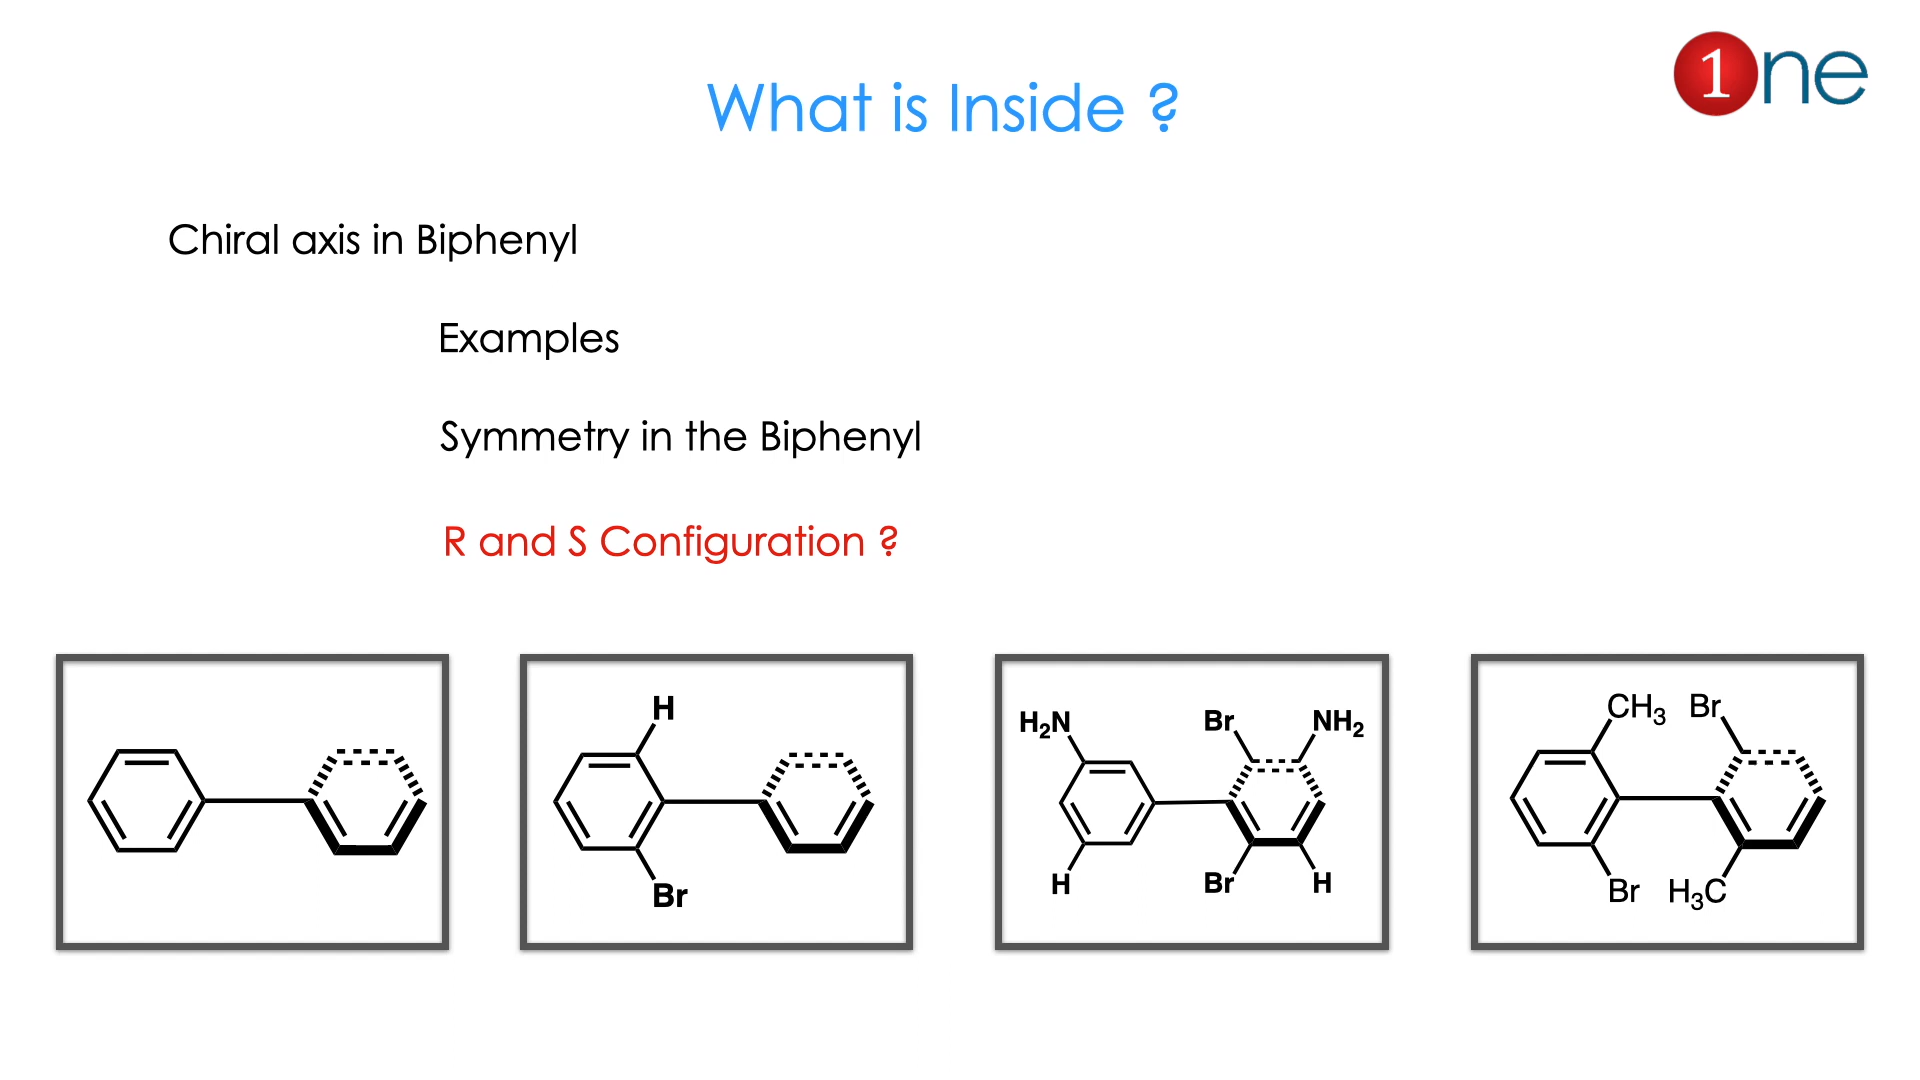 1ne
What is Inside ?
Chiral axis in Biphenyl
Examples
Symmetry in the Biphenyl
R and S Configuration ?
H
Br
H₂N
Br
NH₂
H
Br
H
CH₃
Br
Br
H₃C